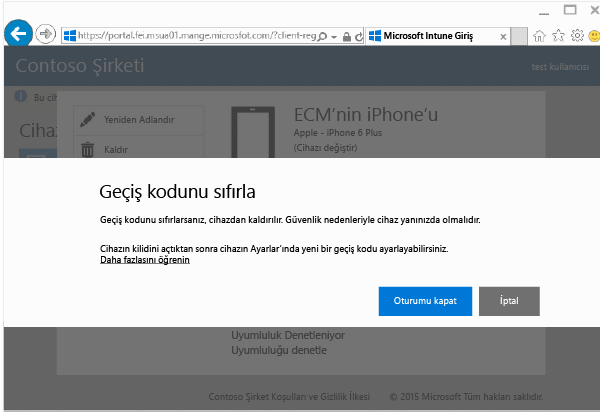 https://portal.fei.msua01.mange.microsfot.com/?client-reg
Microsoft Intune Giriş
Contoso Şirketi
test kullanıcısı
Bu cih
Cihaz
Yeniden Adlandır
Kaldır
ECM'nin iPhone'u
Apple - iPhone 6 Plus
(Cihazı değiştir)
Geçiş kodunu sıfırla
Geçiş kodunu sıfırlarsanız, cihazdan kaldırılır. Güvenlik nedenleriyle cihaz yanınızda olmalıdır.
Cihazın kilidini açtıktan sonra cihazın Ayarlar'ında yeni bir geçiş kodu ayarlayabilirsiniz.
Daha fazlasını öğrenin
Oturumu kapat
İptal
Uyumluluk Denetleniyor
Uyumluluğu denetle
Contoso Şirket Koşulları ve Gizlilik İlkesi
© 2015 Microsoft Tüm hakları saklıdır.